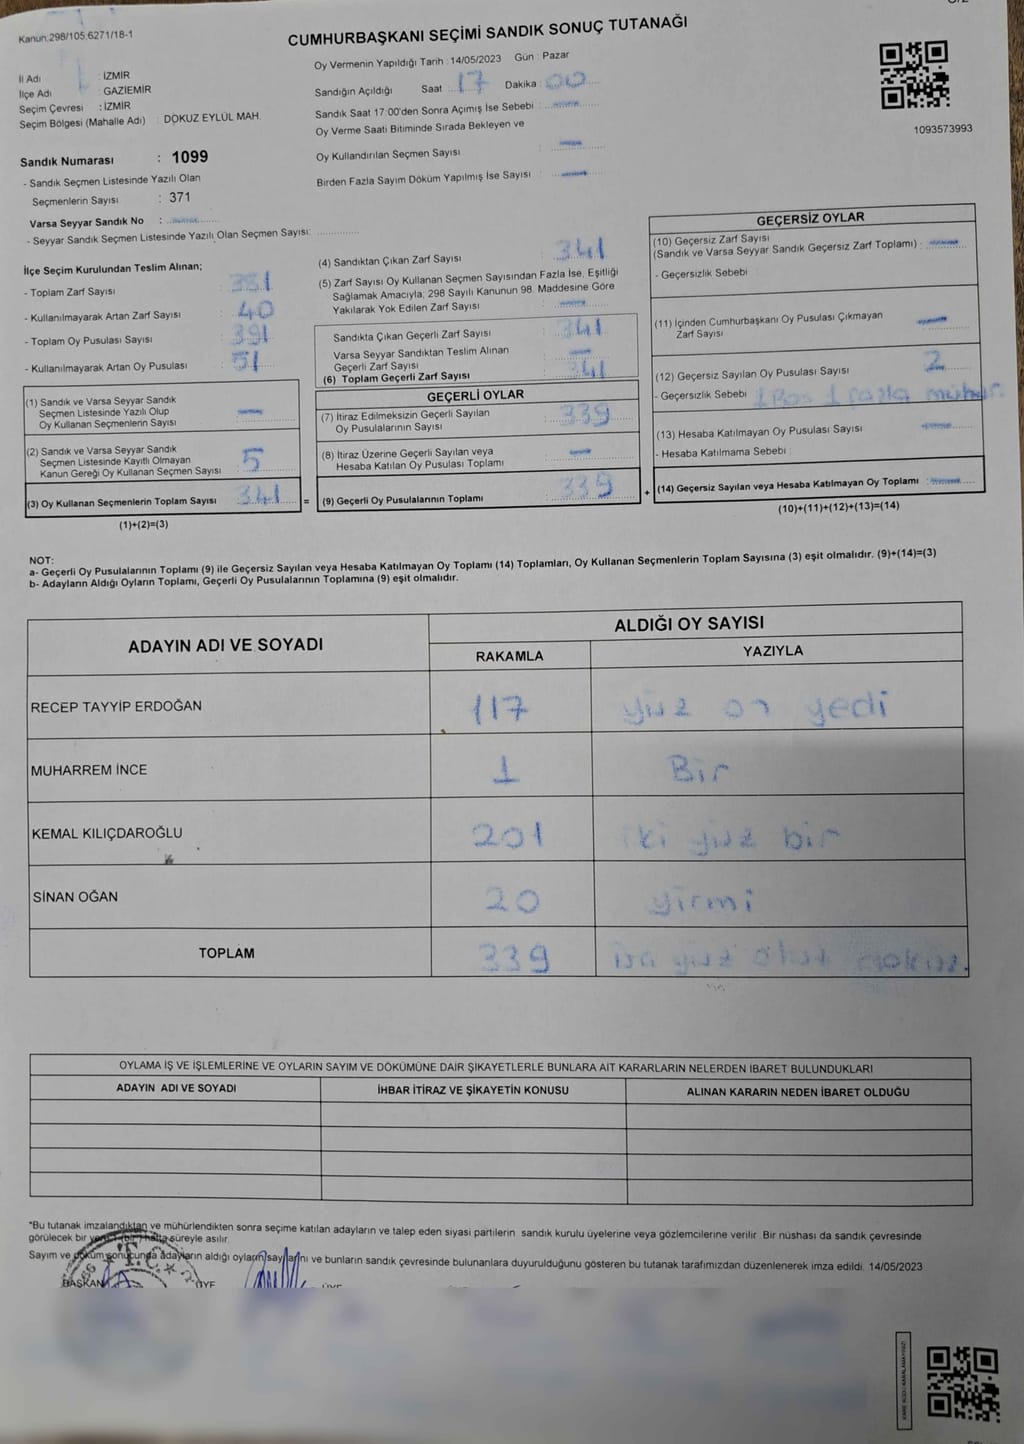 Kanun:298/105,6271/18-1
CUMHURBAŞKANI SEÇİMİ SANDIK SONUÇ TUTANAĞI
İl Adı : İZMİR
İlçe Adı : GAZİEMİR
Seçim Çevresi : İZMİR
Seçim Bölgesi (Mahalle Adı) : DOKUZ EYLÜL MAH.
Sandık Numarası : 1099
- Sandık Seçmen Listesinde Yazılı Olan
Seçmenlerin Sayısı : 371
Varsa Seyyar Sandık No :
- Seyyar Sandık Seçmen Listesinde Yazılı Olan Seçmen Sayısı:
Oy Vermenin Yapıldığı Tarih : 14/05/2023 Gün : Pazar
Sandığın Açıldığı Saat : 17 Dakika : 00
Sandık Saat 17:00'den Sonra Açımış İse Sebebi :
Oy Verme Saati Bitiminde Sırada Bekleyen ve
Oy Kullandırılan Seçmen Sayısı :
Birden Fazla Sayım Döküm Yapılmış İse Sayısı :
1093573993
İlçe Seçim Kurulundan Teslim Alınan;
- Toplam Zarf Sayısı :
- Kullanılmayarak Artan Zarf Sayısı : 40
- Toplam Oy Pusulası Sayısı : 391
- Kullanılmayarak Artan Oy Pusulası : 51
(1) Sandık ve Varsa Seyyar Sandık
Seçmen Listesinde Yazılı Olup
Oy Kullanan Seçmenlerin Sayısı :
(2) Sandık ve Varsa Seyyar Sandık
Seçmen Listesinde Kayıtlı Olmayan
Kanun Gereği Oy Kullanan Seçmen Sayısı : 5
(3) Oy Kullanan Seçmenlerin Toplam Sayısı : 341
(1)+(2)=(3)
(4) Sandıktan Çıkan Zarf Sayısı : 341
(5) Zarf Sayısı Oy Kullanan Seçmen Sayısından Fazla İse, Eşitliği
Sağlamak Amacıyla; 298 Sayılı Kanunun 98. Maddesine Göre
Yakılarak Yok Edilen Zarf Sayısı :
Sandıkta Çıkan Geçerli Zarf Sayısı : 341
Varsa Seyyar Sandıktan Teslim Alınan
Geçerli Zarf Sayısı :
(6) Toplam Geçerli Zarf Sayısı : 341
GEÇERLİ OYLAR
(7) İtiraz Edilmeksizin Geçerli Sayılan
Oy Pusulalarının Sayısı : 339
(8) İtiraz Üzerine Geçerli Sayılan veya
Hesaba Katılan Oy Pusulası Toplamı :
= (9) Geçerli Oy Pusulalarının Toplamı : 339
GEÇERSİZ OYLAR
(10) Geçersiz Zarf Sayısı
(Sandık ve Varsa Seyyar Sandık Geçersiz Zarf Toplamı) :
- Geçersizlik Sebebi :
(11) İçinden Cumhurbaşkanı Oy Pusulası Çıkmayan
Zarf Sayısı :
(12) Geçersiz Sayılan Oy Pusulası Sayısı : 2
- Geçersizlik Sebebi : 1 Boş 1 fazla mühür.
(13) Hesaba Katılmayan Oy Pusulası Sayısı :
- Hesaba Katılmama Sebebi :
+ (14) Geçersiz Sayılan veya Hesaba Katılmayan Oy Toplamı :
(10)+(11)+(12)+(13)=(14)
NOT:
a- Geçerli Oy Pusulalarının Toplamı (9) ile Geçersiz Sayılan veya Hesaba Katılmayan Oy Toplamı (14) Toplamları, Oy Kullanan Seçmenlerin Toplam Sayısına (3) eşit olmalıdır. (9)+(14)=(3)
b- Adayların Aldığı Oyların Toplamı, Geçerli Oy Pusulalarının Toplamına (9) eşit olmalıdır.
ADAYIN ADI VE SOYADI ALDIĞI OY SAYISI
RAKAMLA YAZIYLA
RECEP TAYYİP ERDOĞAN 117 yüz on yedi
MUHARREM İNCE 1 Bir
KEMAL KILIÇDAROĞLU 201 iki yüz bir
SİNAN OĞAN 20 yirmi
TOPLAM 339 yüz otuz dokuz.
OYLAMA İŞ VE İŞLEMLERİNE VE OYLARIN SAYIM VE DÖKÜMÜNE DAİR ŞİKAYETLERLE BUNLARA AİT KARARLARIN NELERDEN İBARET BULUNDUKLARI
ADAYIN ADI VE SOYADI İHBAR İTİRAZ VE ŞİKAYETİN KONUSU ALINAN KARARIN NEDEN İBARET OLDUĞU
*Bu tutanak imzalandıktan ve mühürlendikten sonra seçime katılan adayların ve talep eden siyasi partilerin sandık kurulu üyelerine veya gözlemcilerine verilir. Bir nüshası da sandık çevresinde
görülecek bir yere 1 (bir) hafta süreyle asılır.
Sayım ve döküm sonucunda adayların aldığı oyların sayılarını ve bunların sandık çevresinde bulunanlara duyurulduğunu gösteren bu tutanak tarafımızdan düzenlenerek imza edildi. 14/05/2023
T.C.
BAŞKAN ÜYE ÜYE